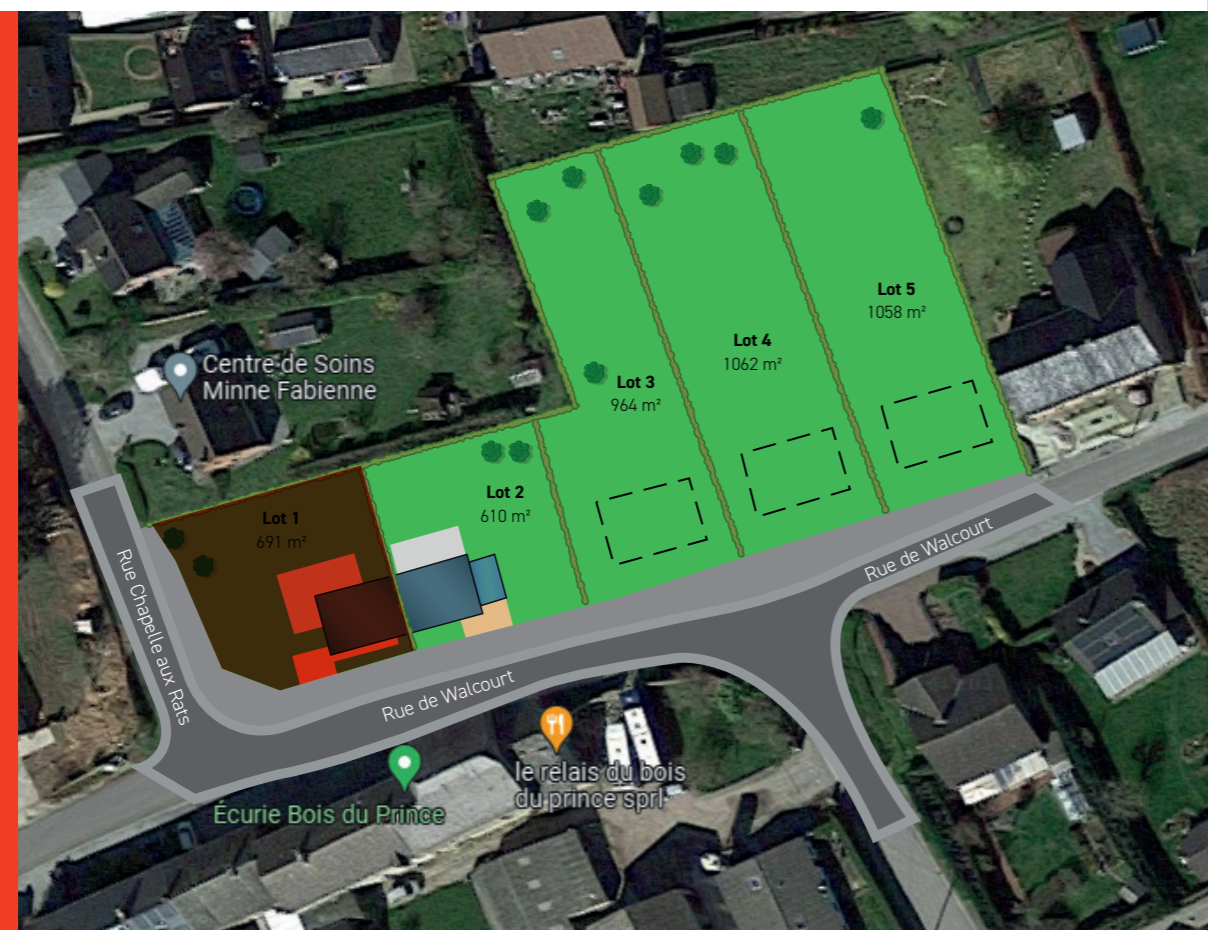 Lot 5
1058 m²
Lot 4
1062 m²
Centre de Soins
Minne Fabienne
Lot 3
964 m²
Lot 2
610 m²
Lot 1
691 m²
Rue Chapelle aux Rats
Rue de Walcourt
Rue de Walcourt
le relais du bois
du prince sprl
Écurie Bois du Prince